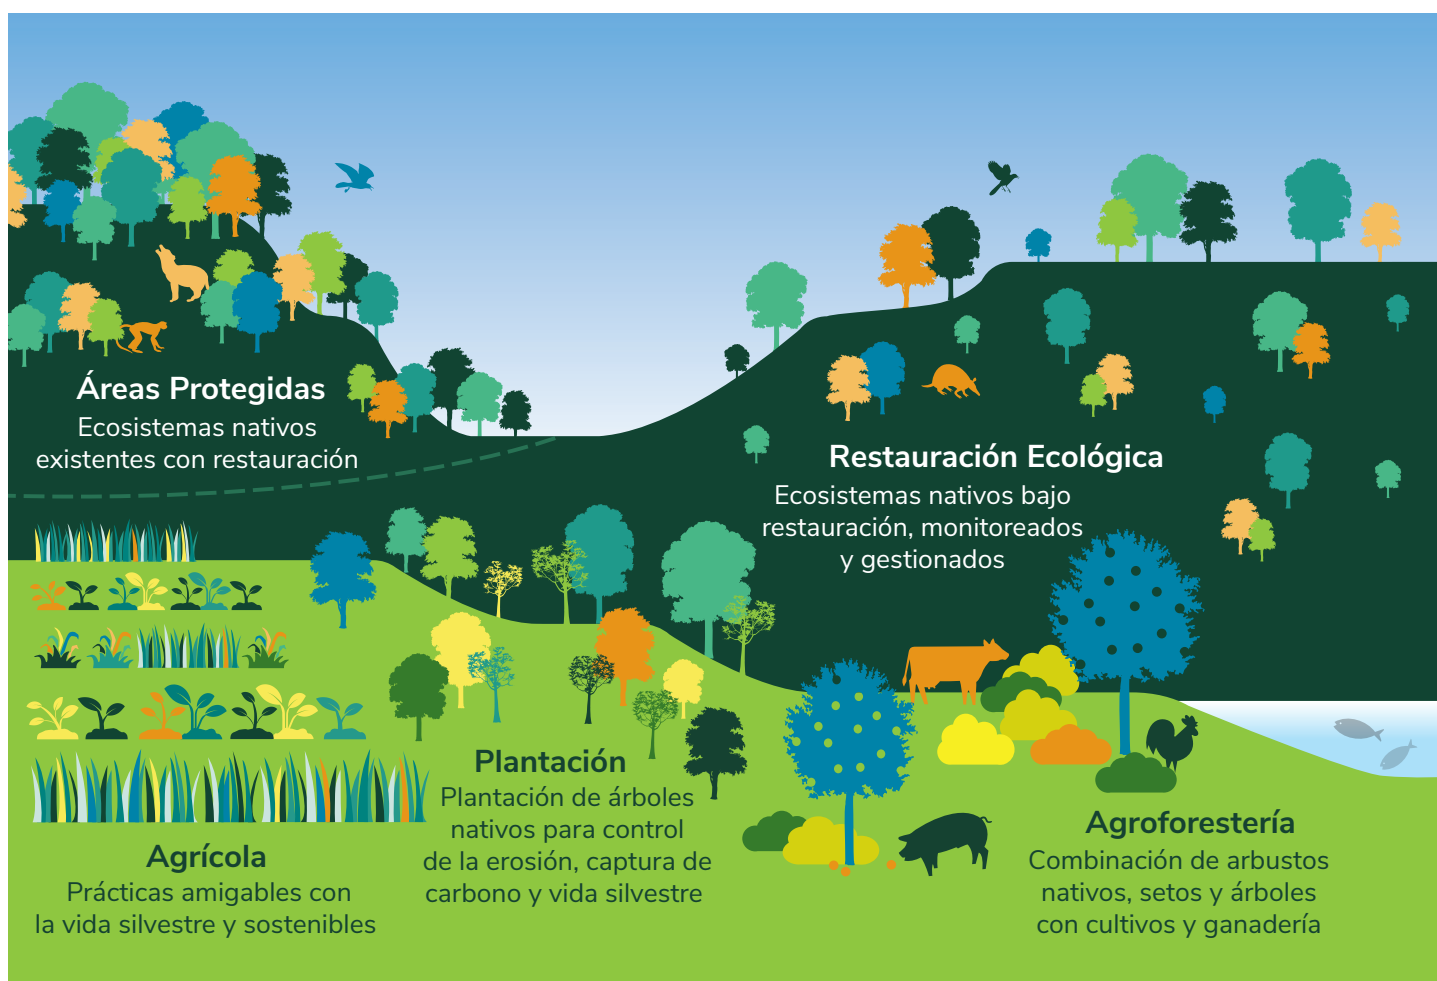 Áreas Protegidas
Ecosistemas nativos
existentes con restauración
Restauración Ecológica
Ecosistemas nativos bajo
restauración, monitoreados
y gestionados
Plantación
Plantación de árboles
nativos para control
de la erosión, captura de
carbono y vida silvestre
Agrícola
Prácticas amigables con
la vida silvestre y sostenibles
Agroforestería
Combinación de arbustos
nativos, setos y árboles
con cultivos y ganadería